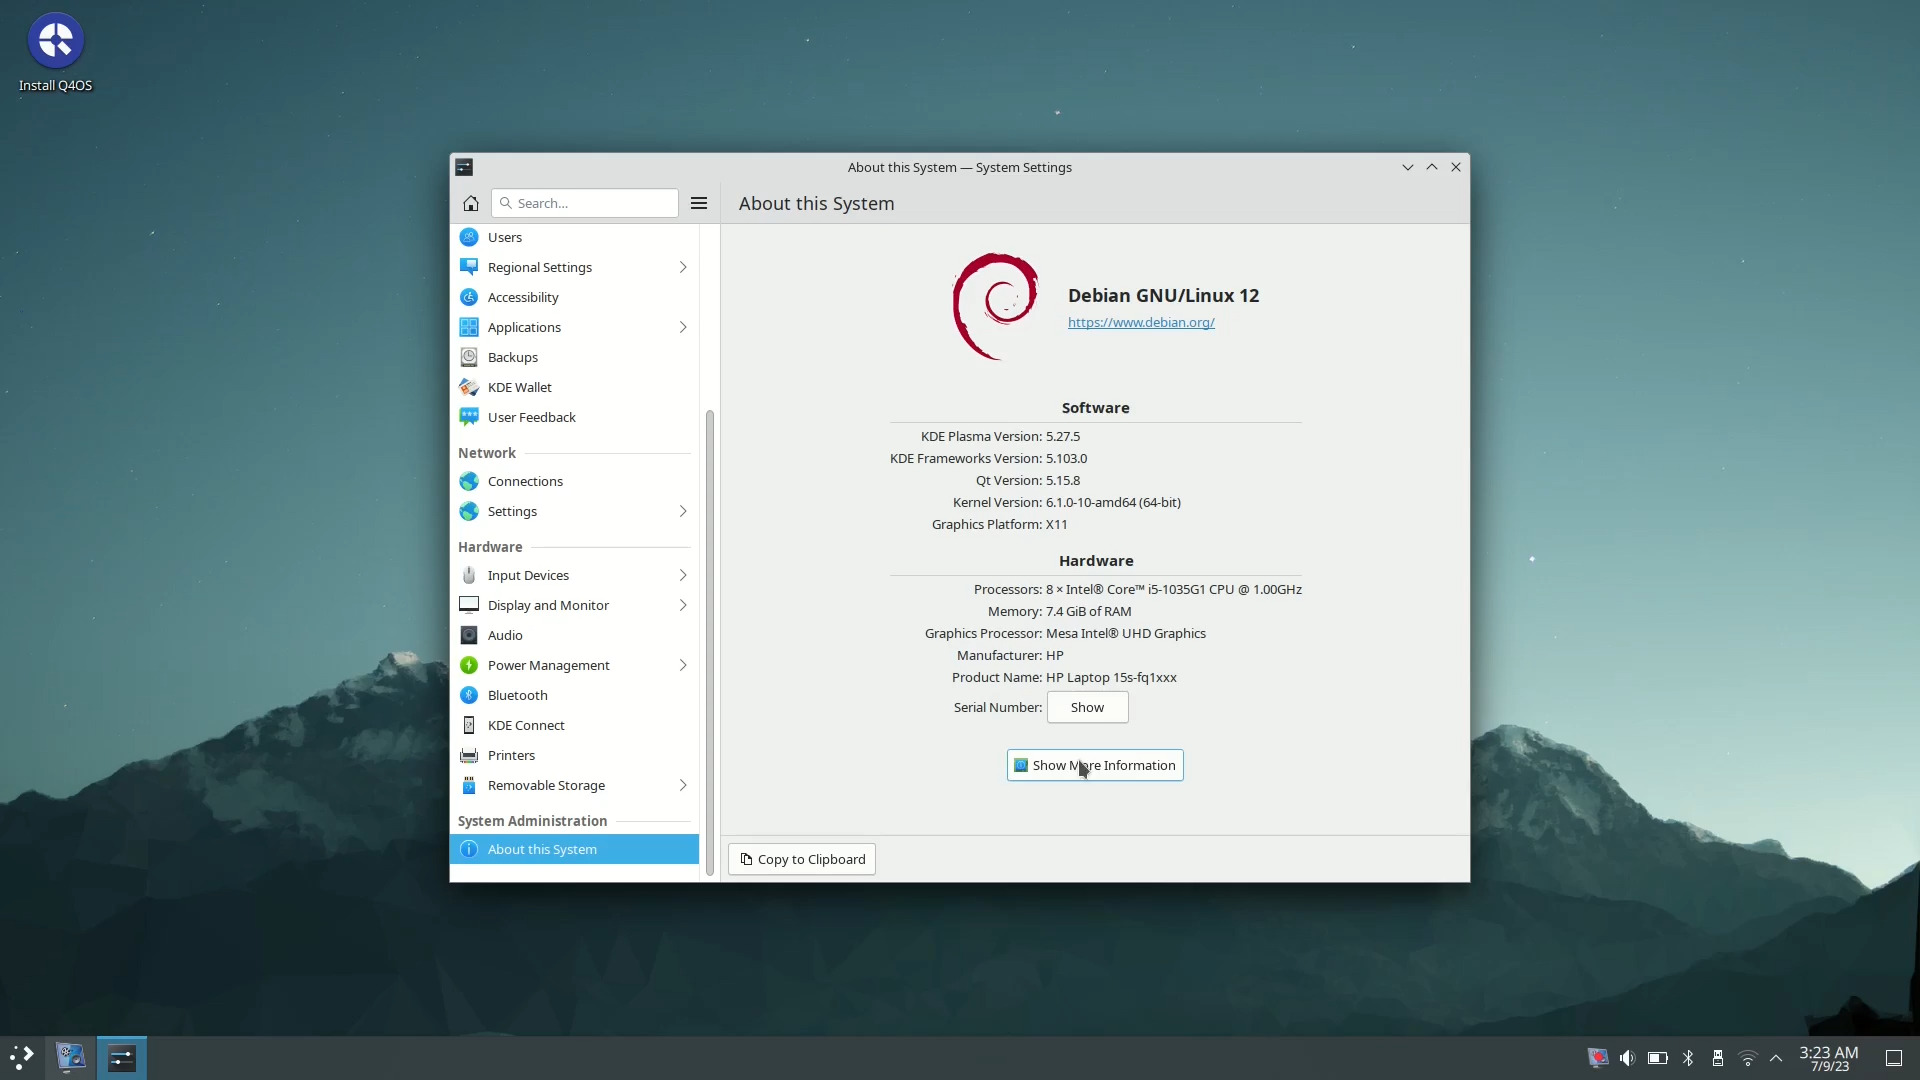 Install Q4OS
About this System — System Settings
Search...
About this System
Users
Regional Settings
Accessibility
Applications
Backups
KDE Wallet
User Feedback
Network
Connections
Settings
Hardware
Input Devices
Display and Monitor
Audio
Power Management
Bluetooth
KDE Connect
Printers
Removable Storage
System Administration
About this System
Debian GNU/Linux 12
https://www.debian.org/
Software
KDE Plasma Version: 5.27.5
KDE Frameworks Version: 5.103.0
Qt Version: 5.15.8
Kernel Version: 6.1.0-10-amd64 (64-bit)
Graphics Platform: X11
Hardware
Processors: 8 × Intel® Core™ i5-1035G1 CPU @ 1.00GHz
Memory: 7.4 GiB of RAM
Graphics Processor: Mesa Intel® UHD Graphics
Manufacturer: HP
Product Name: HP Laptop 15s-fq1xxx
Serial Number: Show
Show More Information
Copy to Clipboard
3:23 AM
7/9/23